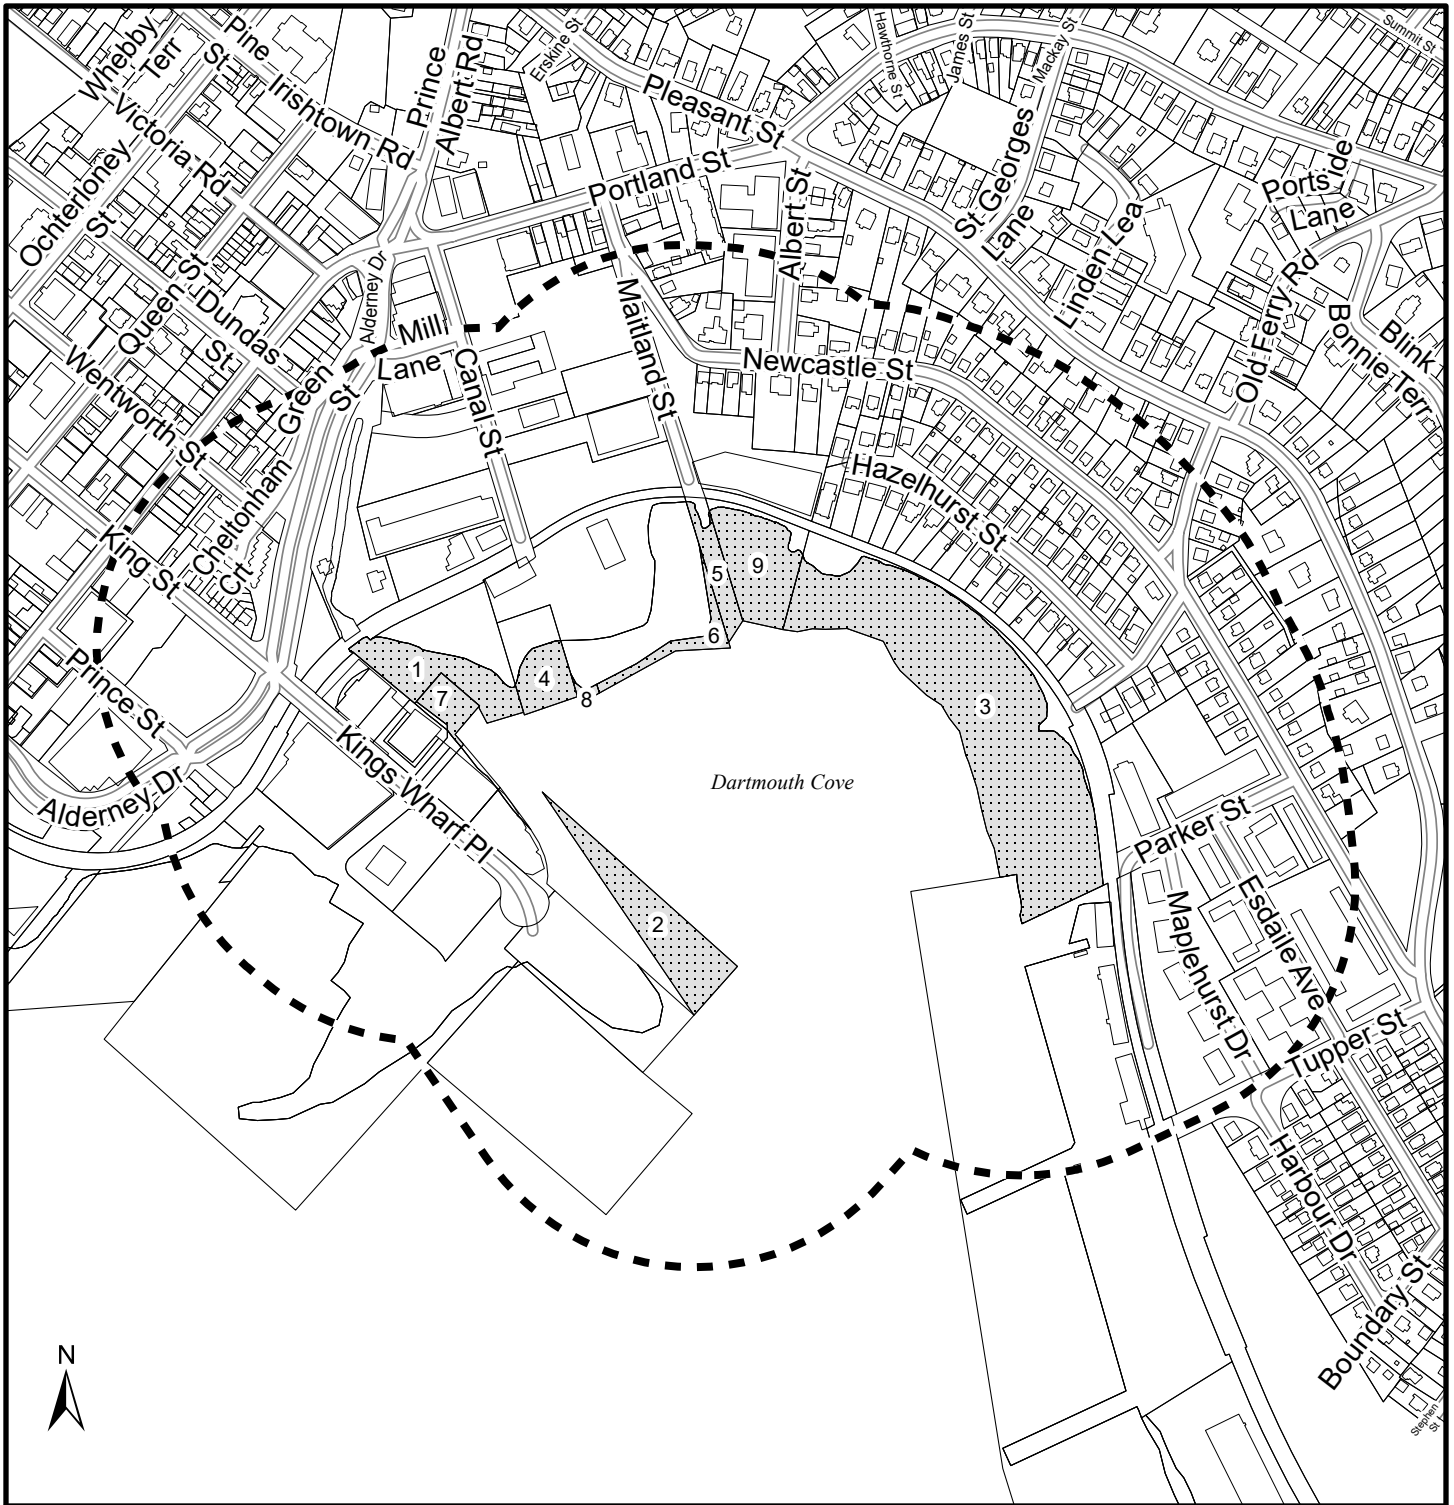 Whebby
Terr
Pine
St
Irishtown Rd
Prince
Albert Rd
Erskine St
Pleasant St
Hawthorne St
James St
Mackay St
Summit St
Victoria Rd
Ochterloney
St
Portland St
Albert St
St Georges
Lane
Linden Lea
Portside
Lane
Queen St
Dundas
St
Alderney Dr
Mill
Lane
Canal St
Maitland St
Newcastle St
Old Ferry Rd
Blink
Bonnie Terr
Wentworth St
Green
St
Cheltonham
Crt
Hazelhurst St
King St
Prince St
5
9
6
1
4
7
8
3
Kings Wharf Pl
Dartmouth Cove
Alderney Dr
Parker St
Esdaile Ave
Maplehurst Dr
2
Tupper St
Harbour Dr
Boundary St
Stephen
St
N